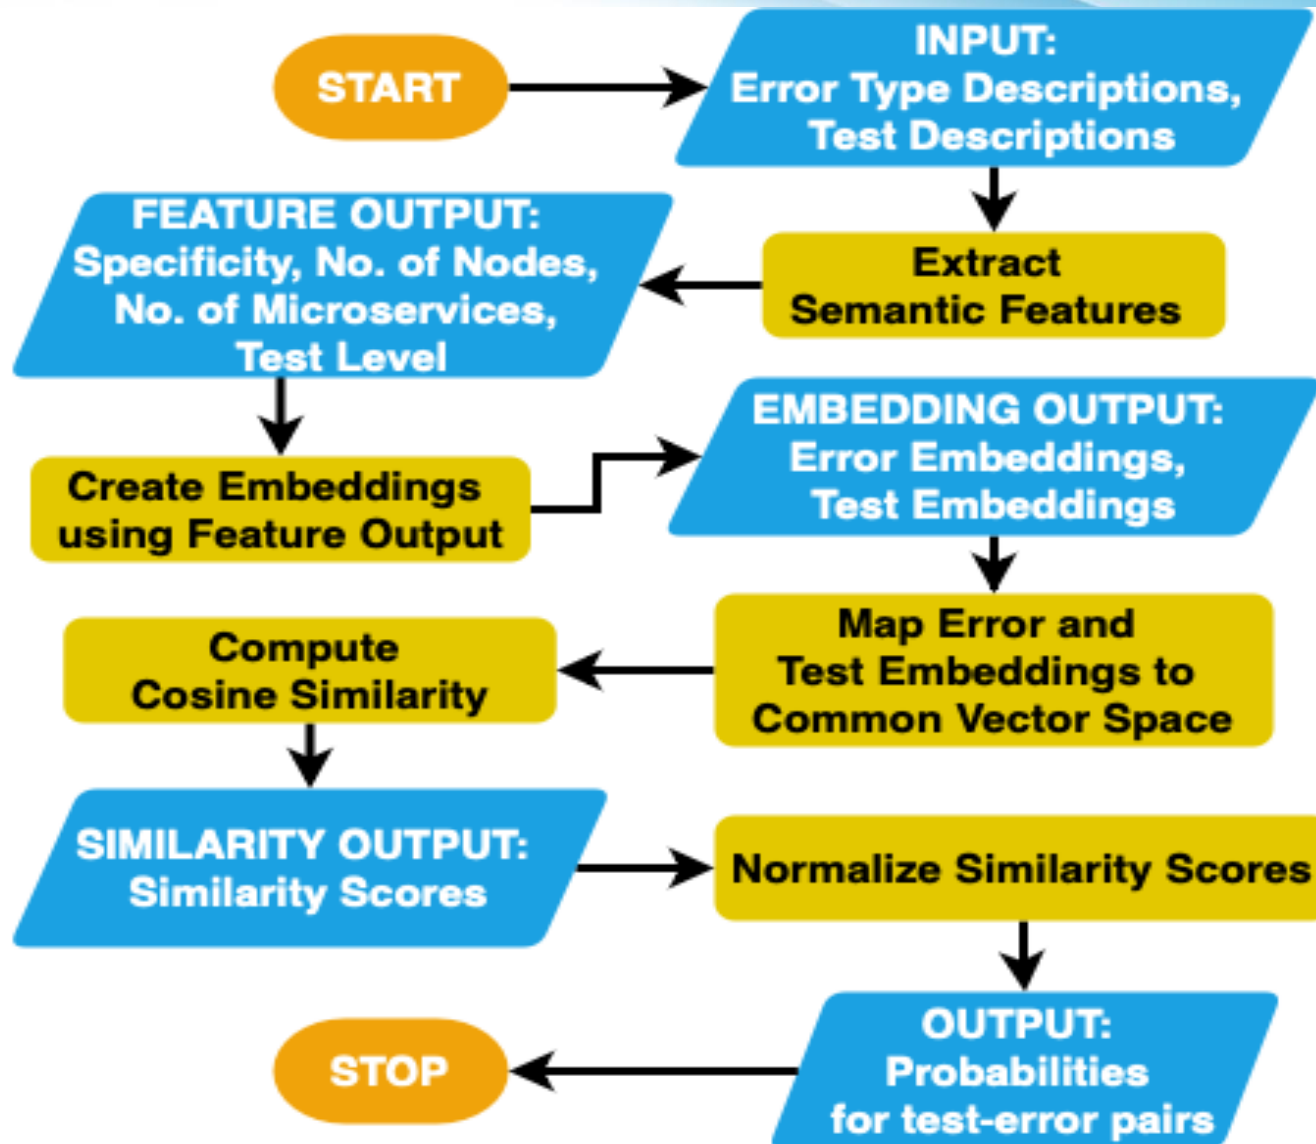 START
INPUT:
Error Type Descriptions,
Test Descriptions
Extract
Semantic Features
FEATURE OUTPUT:
Specificity, No. of Nodes,
No. of Microservices,
Test Level
Create Embeddings
using Feature Output
EMBEDDING OUTPUT:
Error Embeddings,
Test Embeddings
Map Error and
Test Embeddings to
Common Vector Space
Compute
Cosine Similarity
SIMILARITY OUTPUT:
Similarity Scores
Normalize Similarity Scores
OUTPUT:
Probabilities
for test-error pairs
STOP